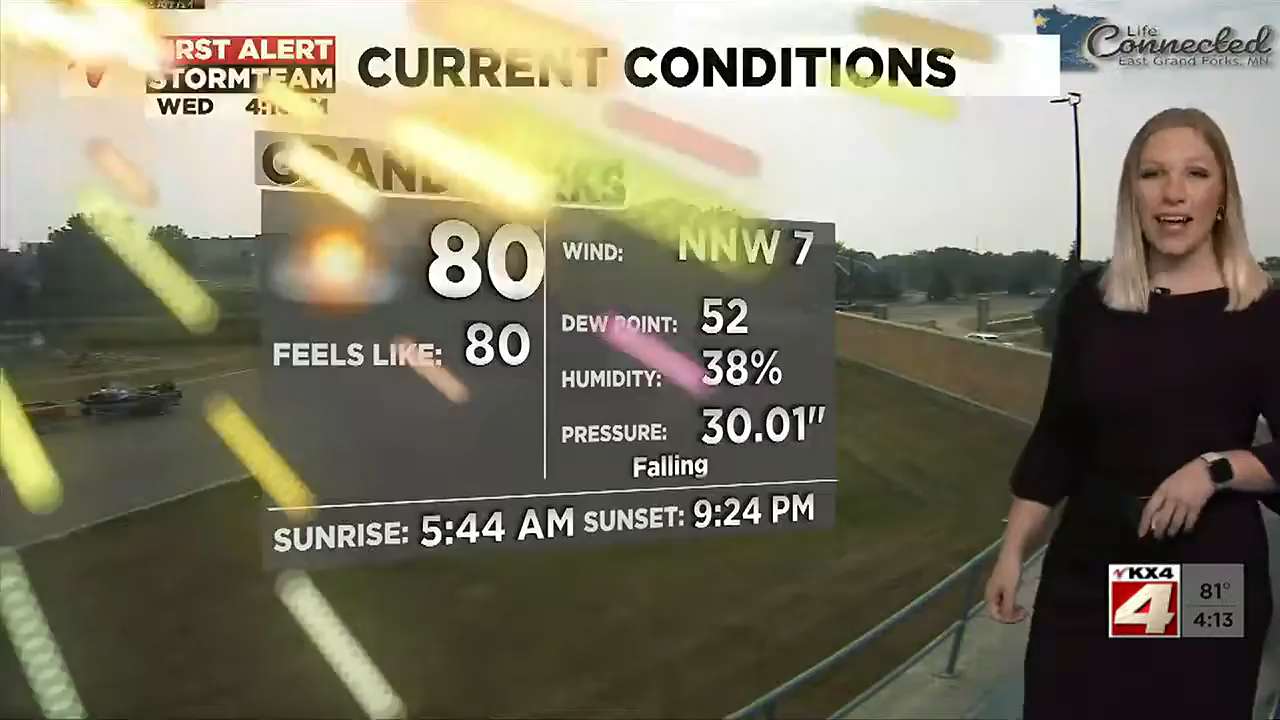 FIRST ALERT
STORMTEAM
WED
CURRENT CONDITIONS
Life
Connected
East Grand Forks, MN
80
FEELS LIKE: 80
WIND: NNW 7
DEW POINT: 52
HUMIDITY: 38%
PRESSURE: 30.01"
Falling
SUNRISE: 5:44 AM SUNSET: 9:24 PM
KX4
4
81°
4:13